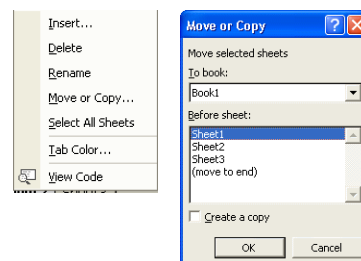 Insert...
Delete
Rename
Move or Copy...
Select All Sheets
Tab Color...
View Code
Move or Copy
Move selected sheets
To book:
Book1
Before sheet:
Sheet1
Sheet2
Sheet3
(move to end)
Create a copy
OK Cancel